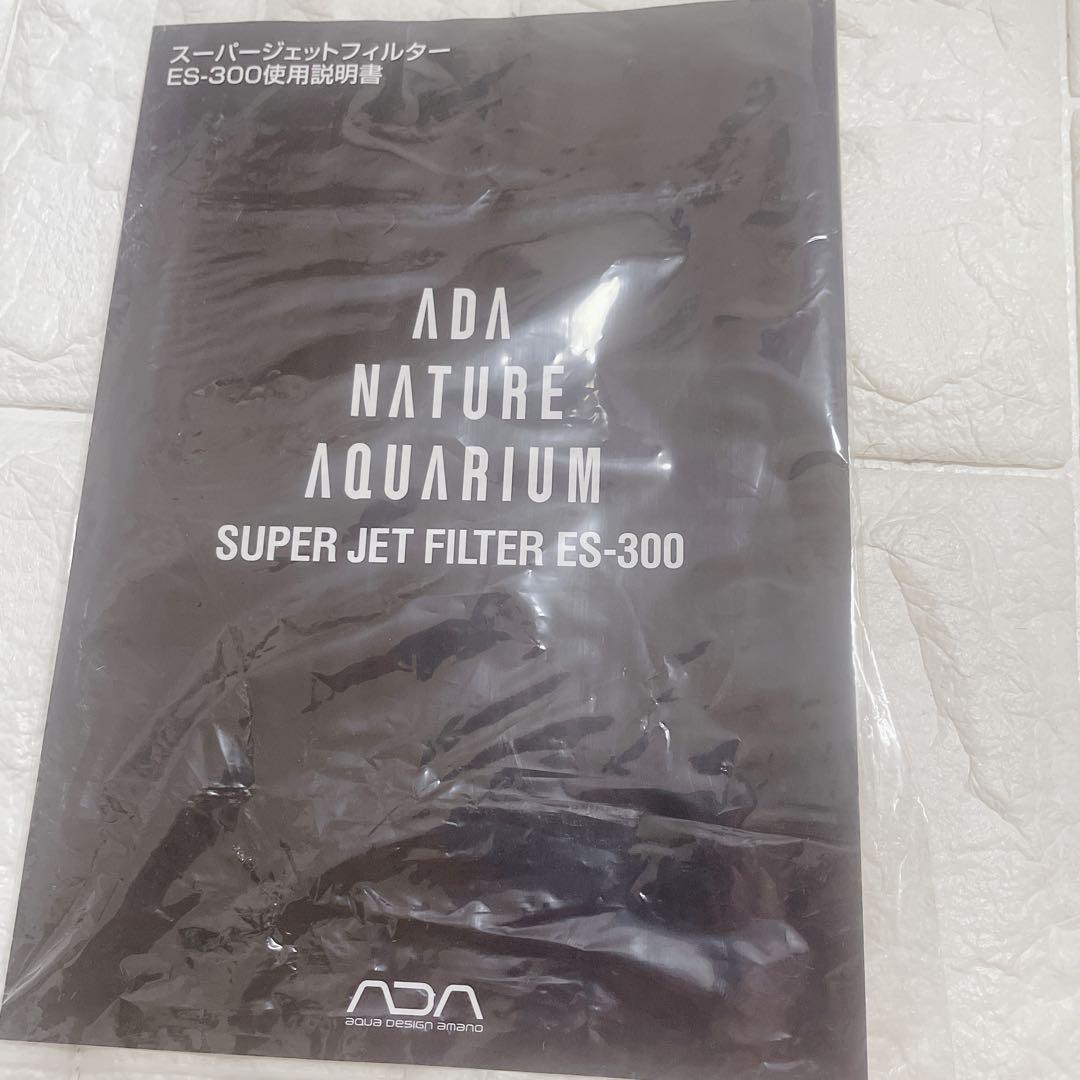 スーパージェットフィルター
ES-300使用説明書
ADA
NATURE
AQUARIUM
SUPER JET FILTER ES-300
ADA
aqua DESIGN amano